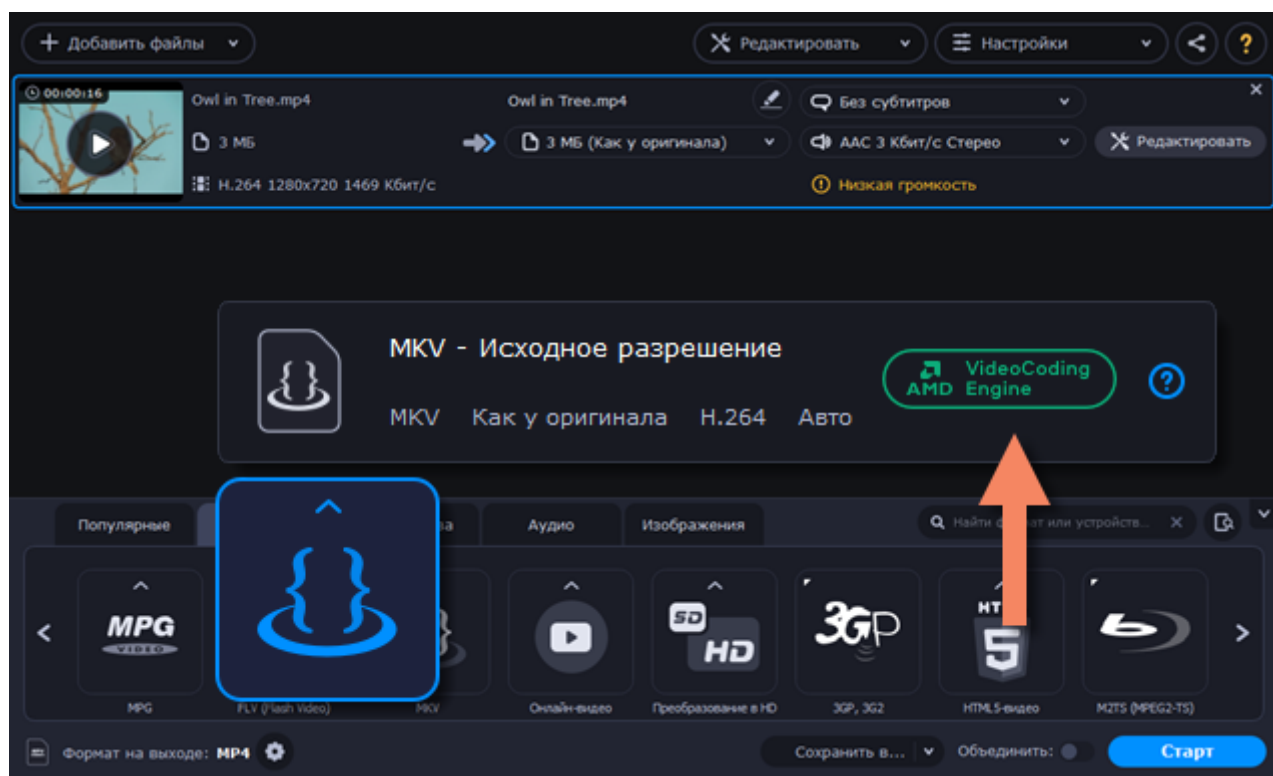 Добавить файлы
Редактировать
Настройки
?
00:00:16
Owl in Tree.mp4
Owl in Tree.mp4
Без субтитров
3 МБ
3 МБ (Как у оригинала)
AAC 3 Кбит/с Стерео
Редактировать
H.264 1280x720 1469 Кбит/с
Низкая громкость
MKV - Исходное разрешение
AMD VideoCoding Engine
?
MKV Как у оригинала H.264 Авто
Популярные
Аудио
Изображения
MPG
VIDEO
SD
HD
3GP
5
MPG
FLV (Flash Video)
MKV
Онлайн-видео
Преобразование в HD
3GP, 3G2
HTML5-видео
M2TS (MPEG2-TS)
Формат на выходе: MP4
Сохранить в...
Объединить:
Старт